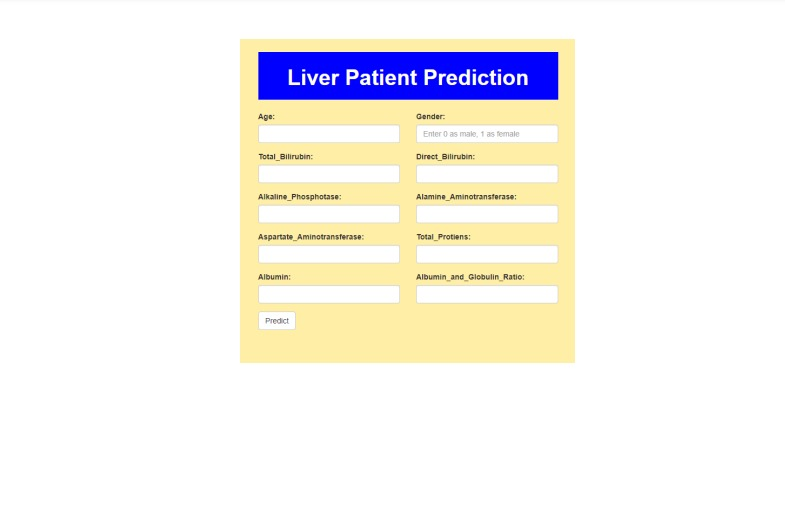 Liver Patient Prediction
Age:
Gender:
Enter 0 as male, 1 as female
Total_Bilirubin:
Direct_Bilirubin:
Alkaline_Phosphotase:
Alamine_Aminotransferase:
Aspartate_Aminotransferase:
Total_Protiens:
Albumin:
Albumin_and_Globulin_Ratio:
Predict